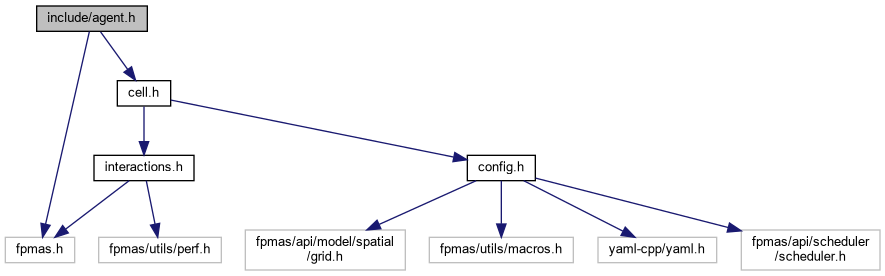 include/agent.h
cell.h
interactions.h
config.h
fpmas.h
fpmas/utils/perf.h
fpmas/api/model/spatial
/grid.h
fpmas/utils/macros.h
yaml-cpp/yaml.h
fpmas/api/scheduler
/scheduler.h